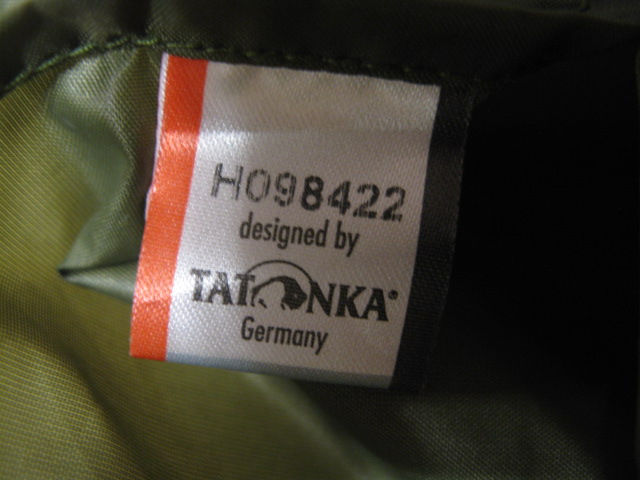 H098422
designed by
TATONKA®
Germany